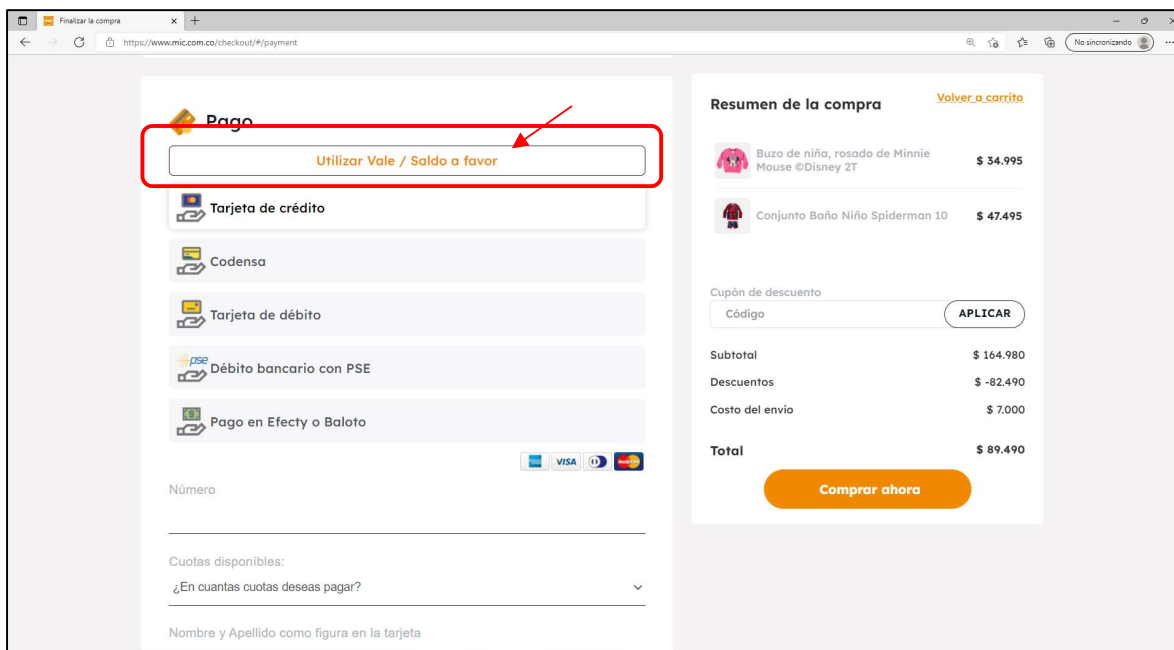 Finalizar la compra
https://www.mic.com.co/checkout/#/payment
No sincronizando
Pago
Utilizar Vale / Saldo a favor
Tarjeta de crédito
Codensa
Tarjeta de débito
pse
Débito bancario con PSE
Pago en Efecty o Baloto
VISA
Número
Cuotas disponibles:
¿En cuantas cuotas deseas pagar?
Nombre y Apellido como figura en la tarjeta
Resumen de la compra
Volver a carrito
Buzo de niña, rosado de Minnie
Mouse ©Disney 2T
$ 34.995
Conjunto Baño Niño Spiderman 10
$ 47.495
Cupón de descuento
Código
APLICAR
Subtotal
$ 164.980
Descuentos
$ -82.490
Costo del envío
$ 7.000
Total
$ 89.490
Comprar ahora